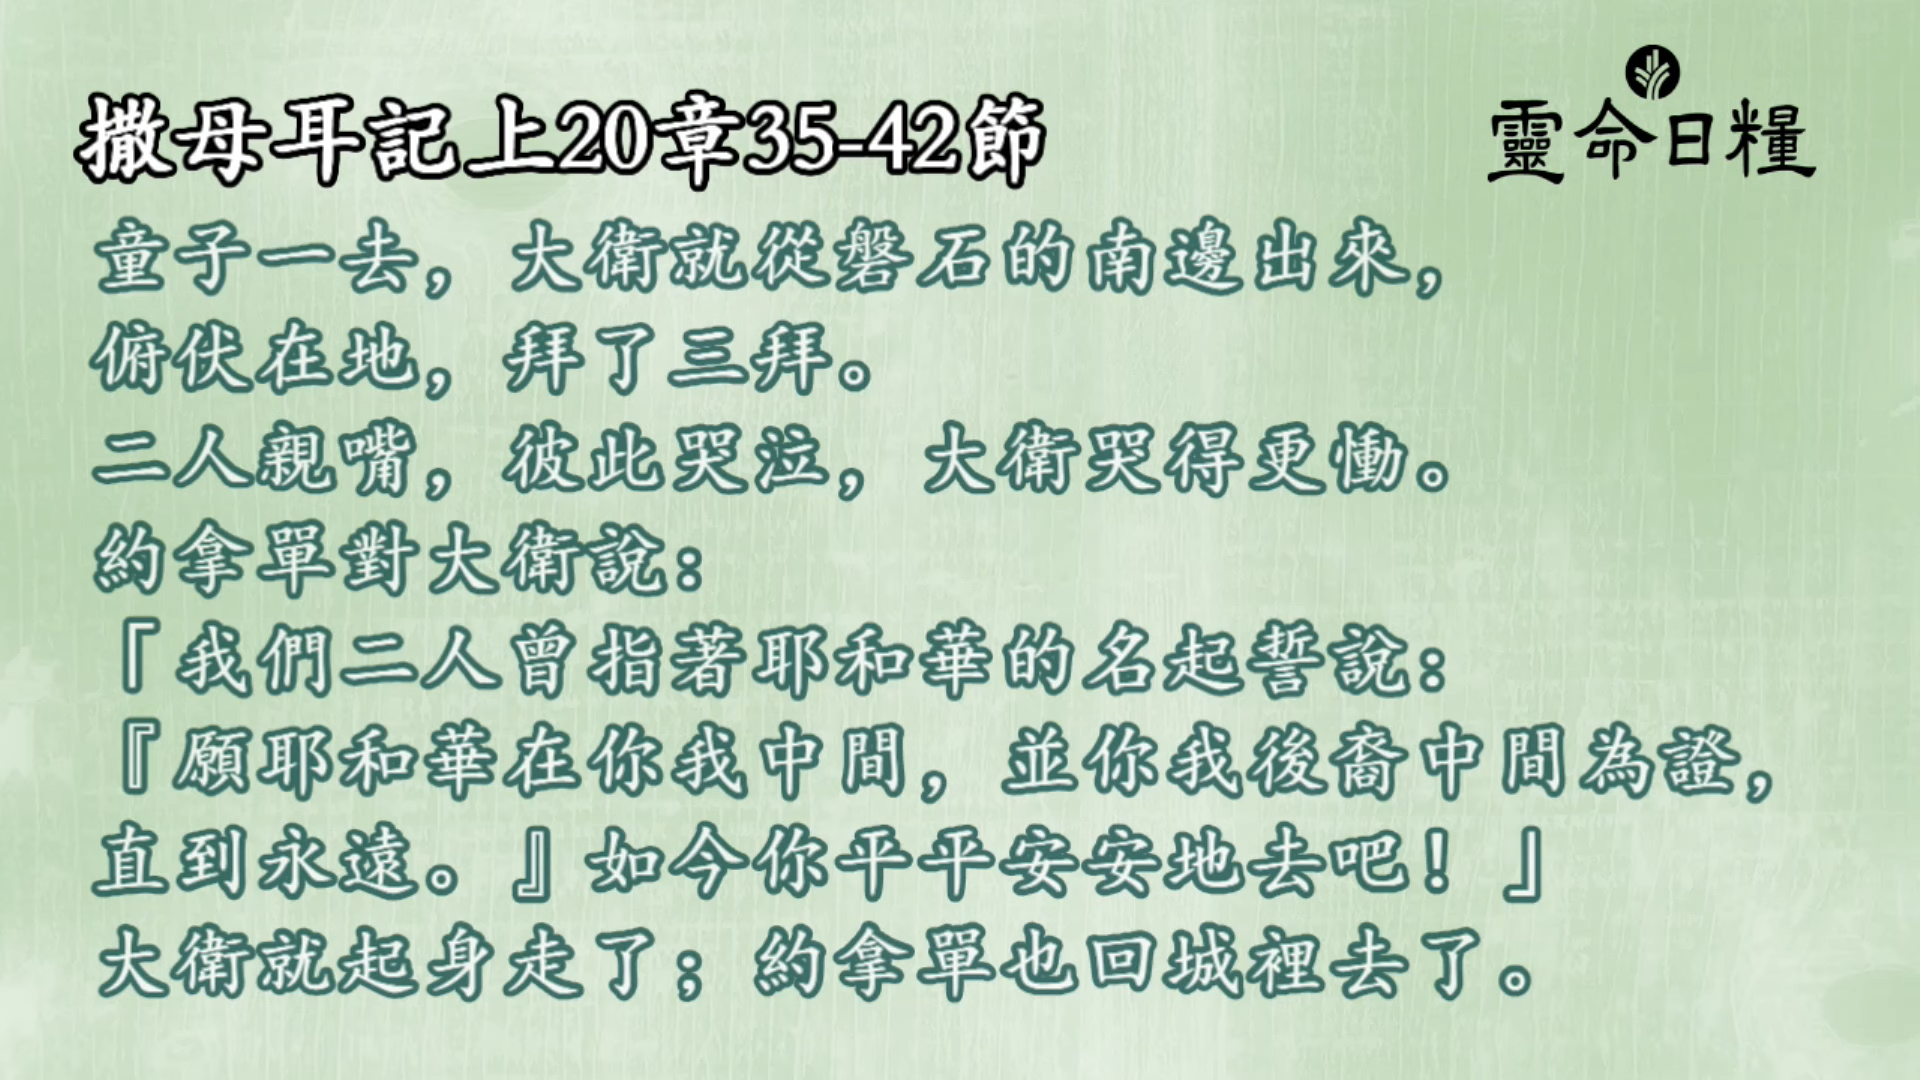 靈命日糧
撒母耳記上20章35-42節
童子一去，大衛就從磐石的南邊出來，
俯伏在地，拜了三拜。
二人親嘴，彼此哭泣，大衛哭得更慟。
約拿單對大衛說：
「我們二人曾指著耶和華的名起誓說：
『願耶和華在你我中間，並你我後裔中間為證，
直到永遠。』如今你平平安安地去吧！」
大衛就起身走了；約拿單也回城裡去了。